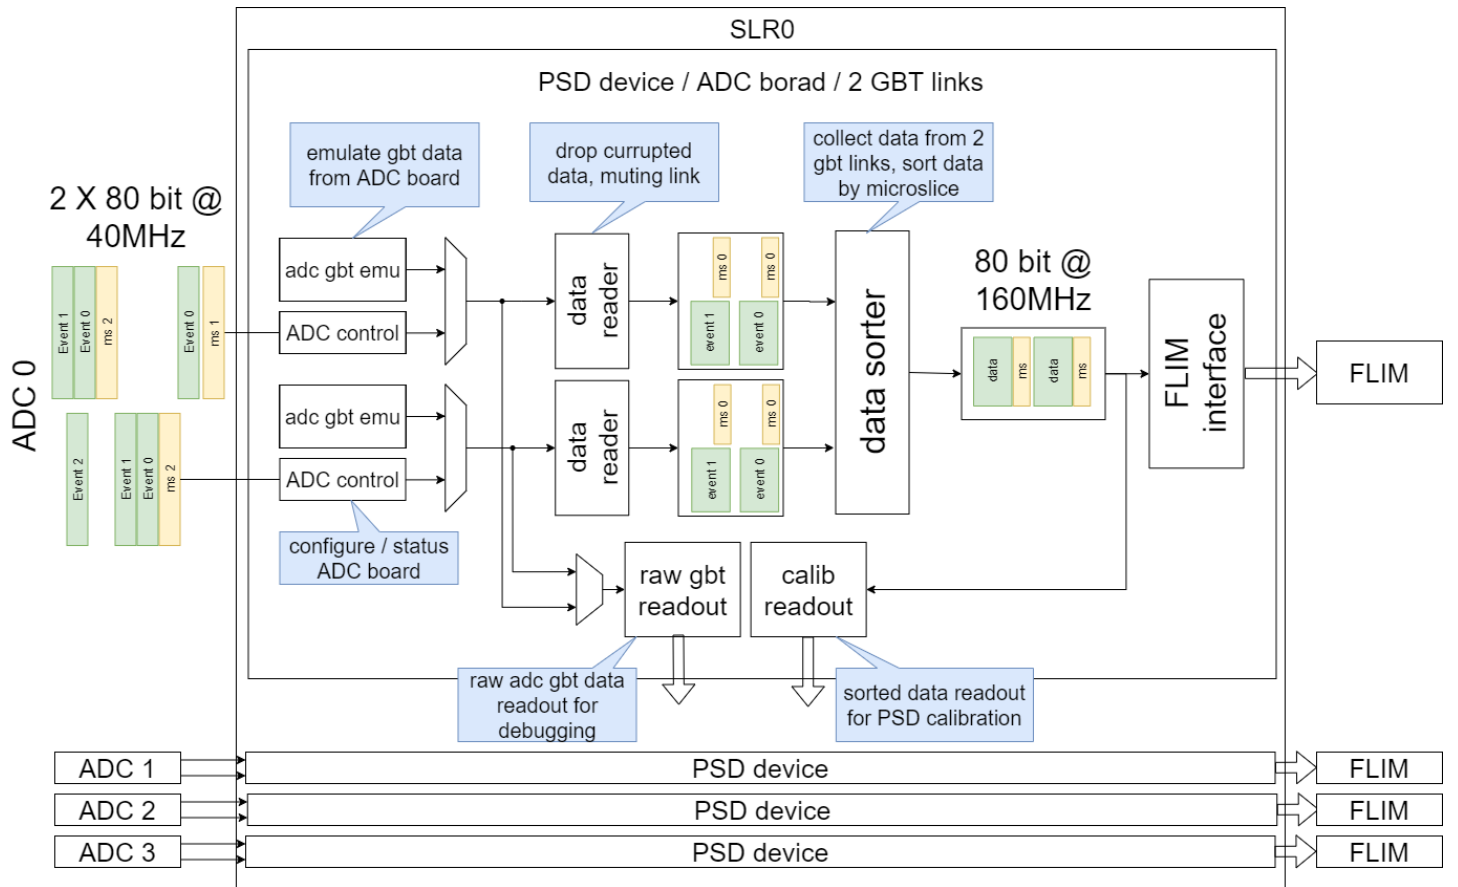 SLR0
PSD device / ADC borad / 2 GBT links
emulate gbt data
from ADC board
drop currupted
data, muting link
collect data from 2
gbt links, sort data
by microslice
2 X 80 bit @
40MHz
80 bit @
160MHz
ADC 0
Event 1
Event 0
ms 2
Event 0
ms 1
Event 2
Event 1
Event 0
ms 2
adc gbt emu
ADC control
adc gbt emu
ADC control
data
reader
data
reader
ms 0
ms 0
event 1
event 0
ms 0
ms 0
event 1
event 0
data sorter
data
ms
data
ms
FLIM
interface
FLIM
configure / status
ADC board
raw gbt
readout
calib
readout
raw adc gbt data
readout for
debugging
sorted data readout
for PSD calibration
ADC 1
PSD device
FLIM
ADC 2
PSD device
FLIM
ADC 3
PSD device
FLIM